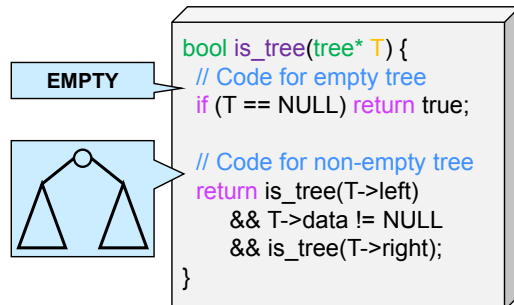 bool is_tree(tree* T) {
// Code for empty tree
EMPTY
if (T == NULL) return true;
// Code for non-empty tree
return is_tree(T->left)
&& T->data != NULL
&& is_tree(T->right);
}